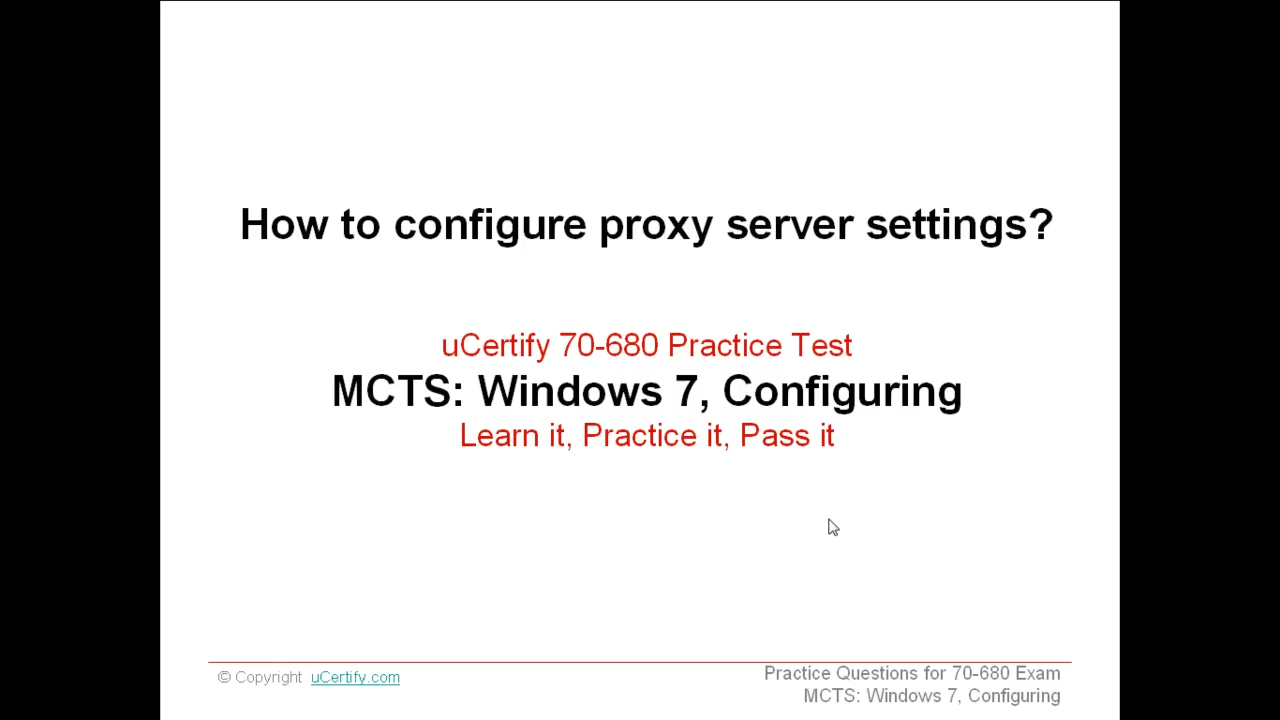 How to configure proxy server settings?
uCertify 70-680 Practice Test
MCTS: Windows 7, Configuring
Learn it, Practice it, Pass it
© Copyright uCertify.com
Practice Questions for 70-680 Exam
MCTS: Windows 7, Configuring